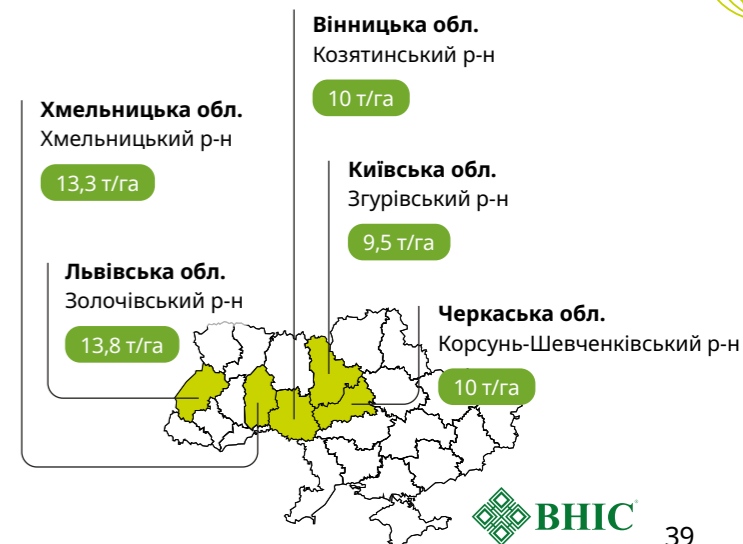 Вінницька обл.
Козятинський р-н
10 т/га
Хмельницька обл.
Хмельницький р-н
13,3 т/га
Київська обл.
Згурівський р-н
9,5 т/га
Львівська обл.
Золочівський р-н
13,8 т/га
Черкаська обл.
Корсунь-Шевченківський р-н
10 т/га
ВНІС
39